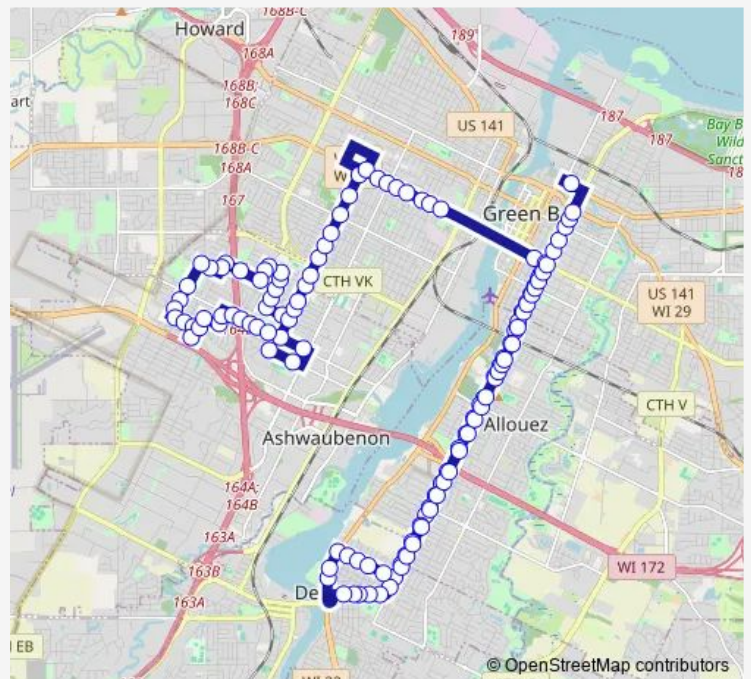 168B-C
Howard
189
168A
168B;
168C
art
187
US 141
168B-C
168A
187
Bay B
Wild
Sanct
167
Green B
CTH VK
US 141
WI 29
CTH V
Allouez
Ashwaubenon
164A;
164B
163A
163B
WI 172
De
163A
EB
© OpenStreetMap contributors